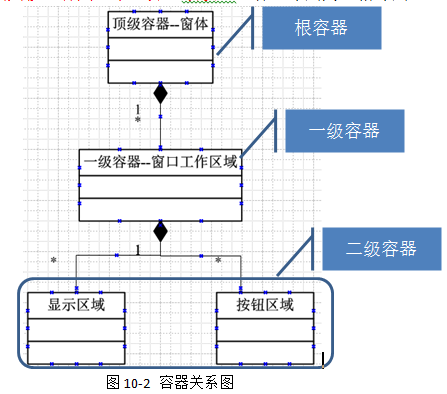 顶级容器--窗体
根容器
1
*
一级容器
一级容器--窗口工作区域
二级容器
1
*
*
显示区域
按钮区域
图 10-2 容器关系图